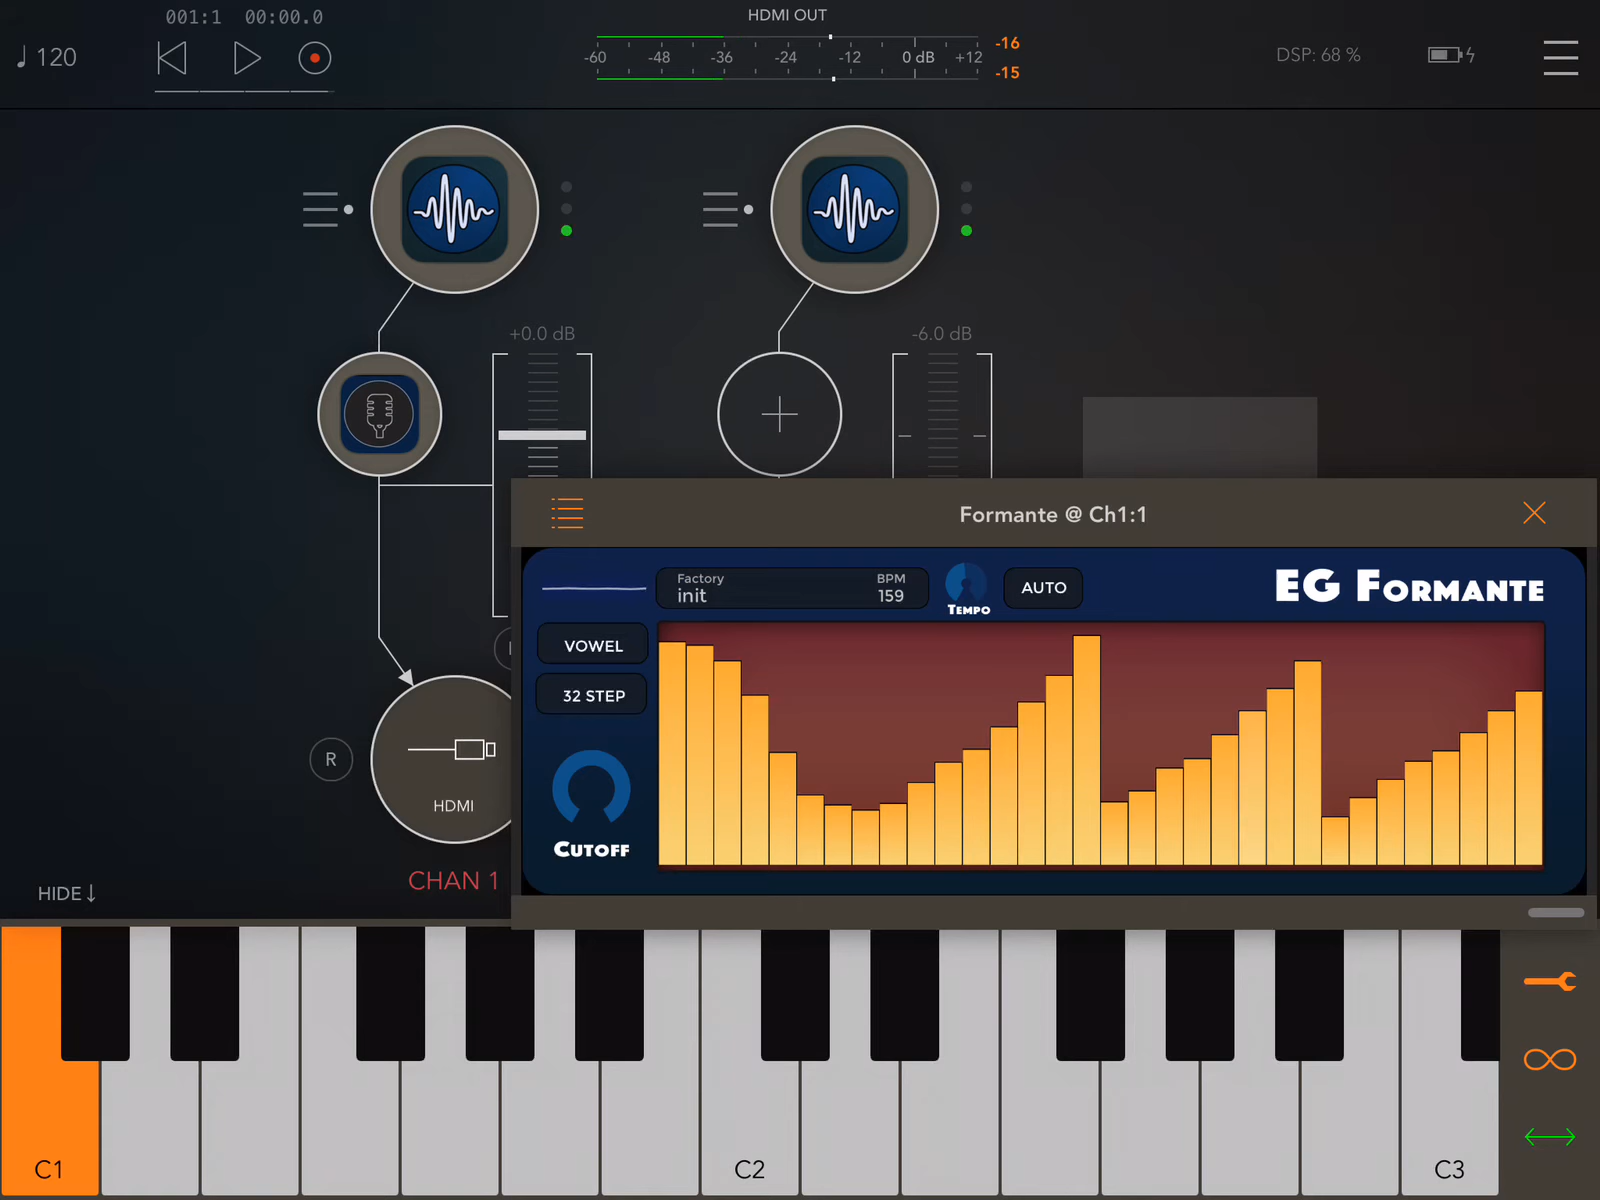 001:1 00:00.0
HDMI OUT
♩ 120
-60 -48 -36 -24 -12 0 dB +12
-16
-15
DSP: 68 %
+0.0 dB
-6.0 dB
Formante @ Ch1:1
Factory
init
BPM
159
TEMPO
AUTO
EG FORMANTE
VOWEL
32 STEP
CUTOFF
R
HDMI
CHAN 1
HIDE↓
C1 C2 C3